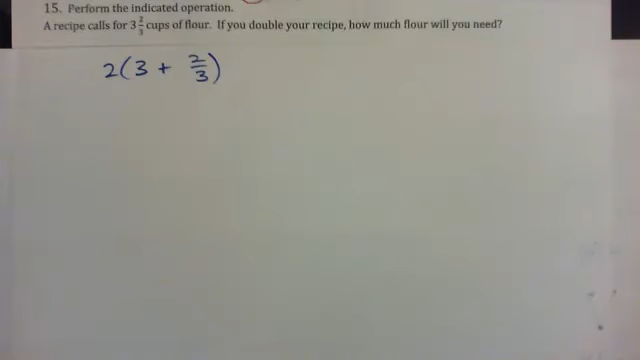 15. Perform the indicated operation.
A recipe calls for 3 2/3 cups of flour. If you double your recipe, how much flour will you need?
2(3 + 2/3)